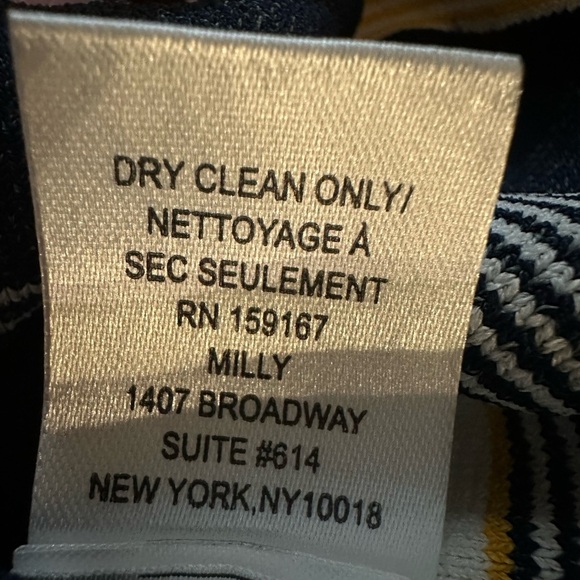 DRY CLEAN ONLY/
NETTOYAGE À
SEC SEULEMENT
RN 159167
MILLY
1407 BROADWAY
SUITE #614
NEW YORK,NY10018